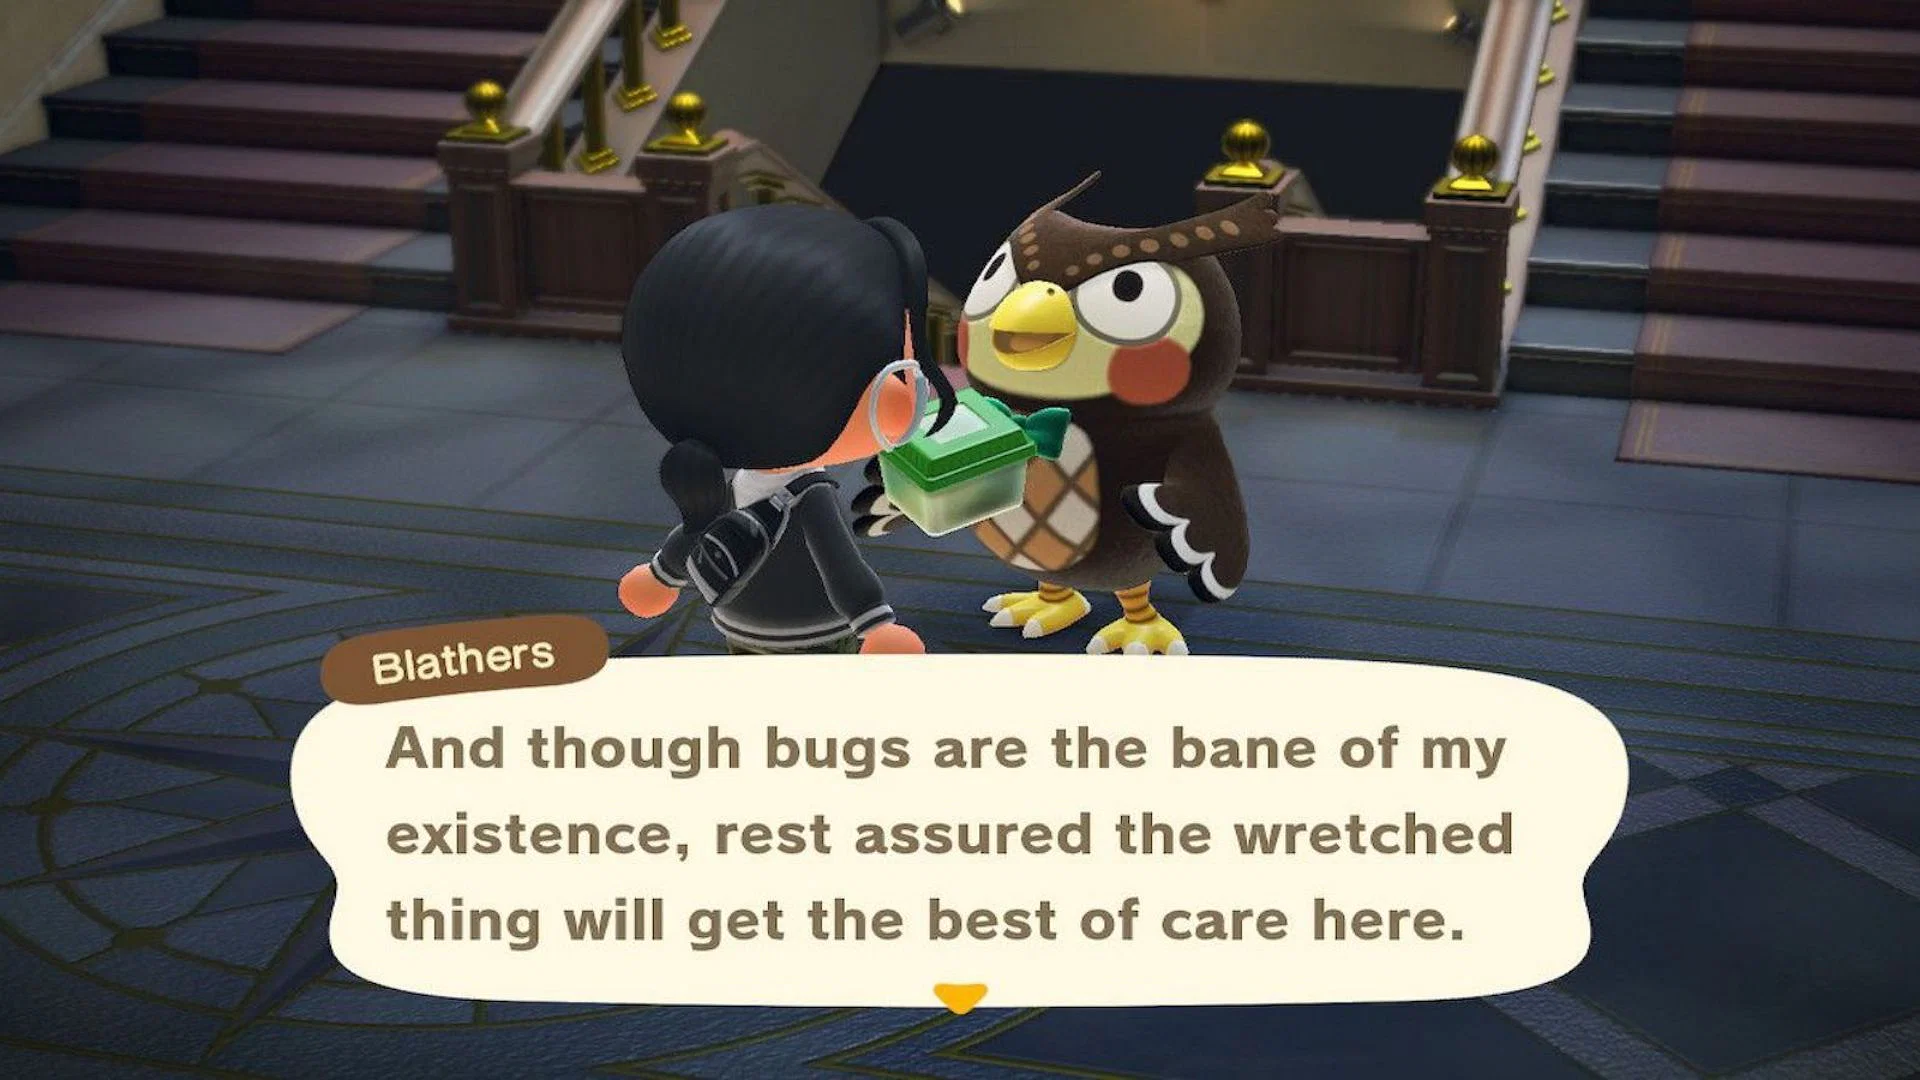 Blathers
And though bugs are the bane of my
existence, rest assured the wretched
thing will get the best of care here.